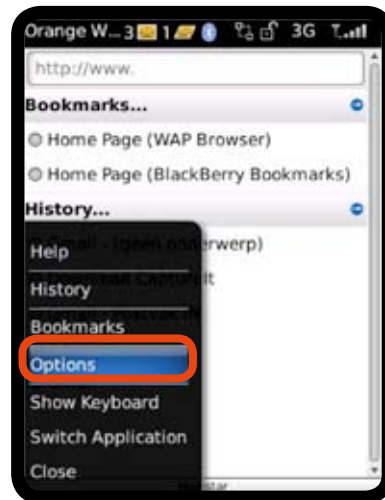 Orange W... 3 1 3G
http://www.
Bookmarks...
Home Page (WAP Browser)
Home Page (BlackBerry Bookmarks)
History...
erwerp)
Help
History
Bookmarks
Options
Show Keyboard
Switch Application
Close